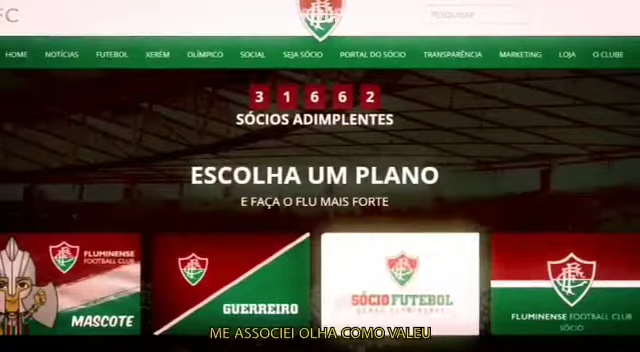 FC
PESQUISAR
HOME NOTÍCIAS FUTEBOL XERÉM OLÍMPICO SOCIAL SEJA SÓCIO PORTAL DO SÓCIO TRANSPARÊNCIA MARKETING LOJA O CLUBE
3 1 6 6 2
SÓCIOS ADIMPLENTES
ESCOLHA UM PLANO
E FAÇA O FLU MAIS FORTE
FLUMINENSE
FOOTBALL CLUB
MASCOTE
GUERREIRO
SÓCIO FUTEBOL
FLUMINENSE
FOOTBALL CLUB
SÓCIO
ME ASSOCIEI OLHA COMO VALEU